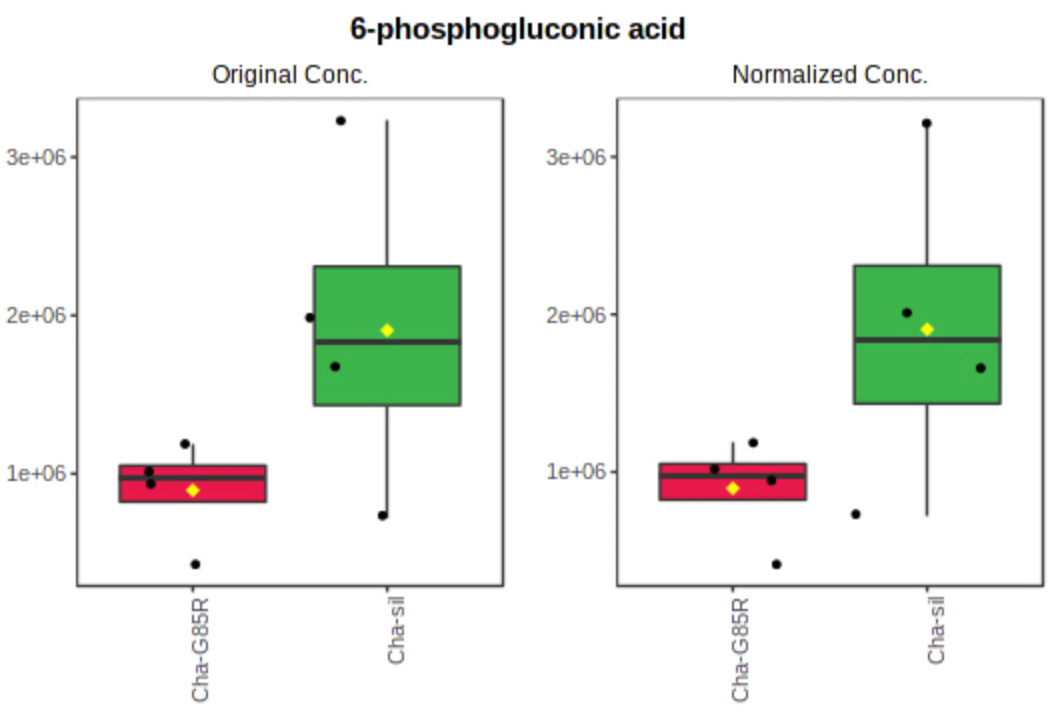 6-phosphogluconic acid
Original Conc.
Normalized Conc.
3e+06
2e+06
1e+06
3e+06
2e+06
1e+06
Cha-G85R
Cha-sil
Cha-G85R
Cha-sil